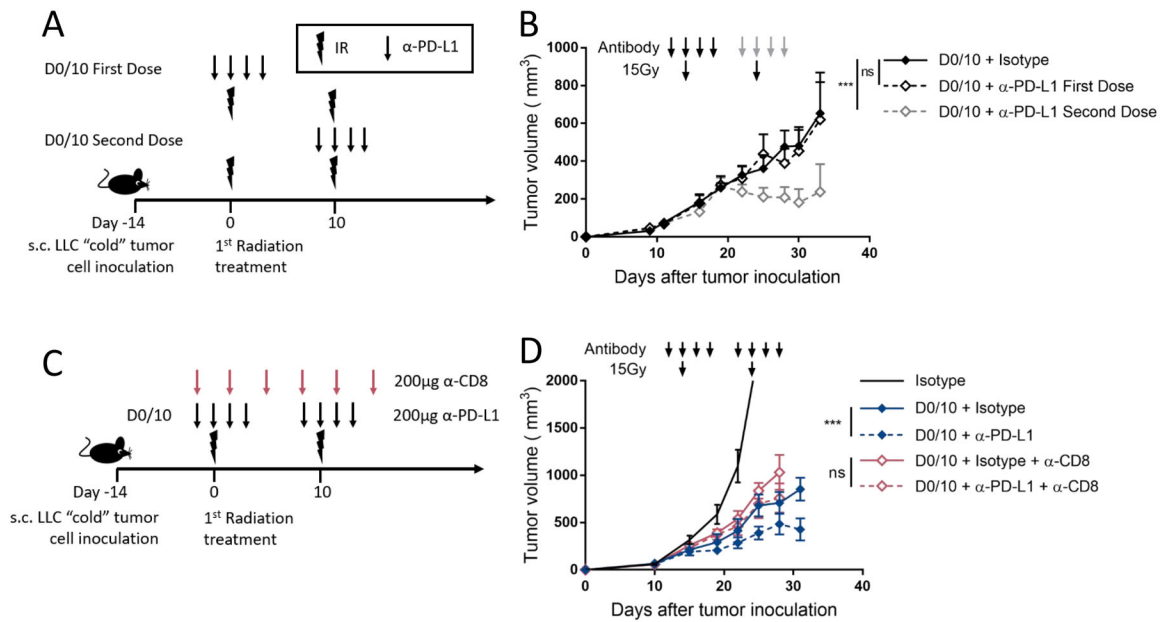 A
IR
α-PD-L1
D0/10 First Dose
D0/10 Second Dose
Day -14
0
10
s.c. LLC “cold” tumor
cell inoculation
1st Radiation
treatment
B
Antibody
15Gy
1000
800
600
400
200
0
0
10
20
30
40
Tumor volume ( mm³)
Days after tumor inoculation
***
ns
D0/10 + Isotype
D0/10 + α-PD-L1 First Dose
D0/10 + α-PD-L1 Second Dose
C
200µg α-CD8
D0/10
200µg α-PD-L1
Day -14
0
10
s.c. LLC “cold” tumor
cell inoculation
1st Radiation
treatment
D
Antibody
15Gy
2000
1500
1000
500
0
0
10
20
30
40
Tumor volume ( mm³)
Days after tumor inoculation
Isotype
D0/10 + Isotype
***
D0/10 + α-PD-L1
D0/10 + Isotype + α-CD8
ns
D0/10 + α-PD-L1 + α-CD8